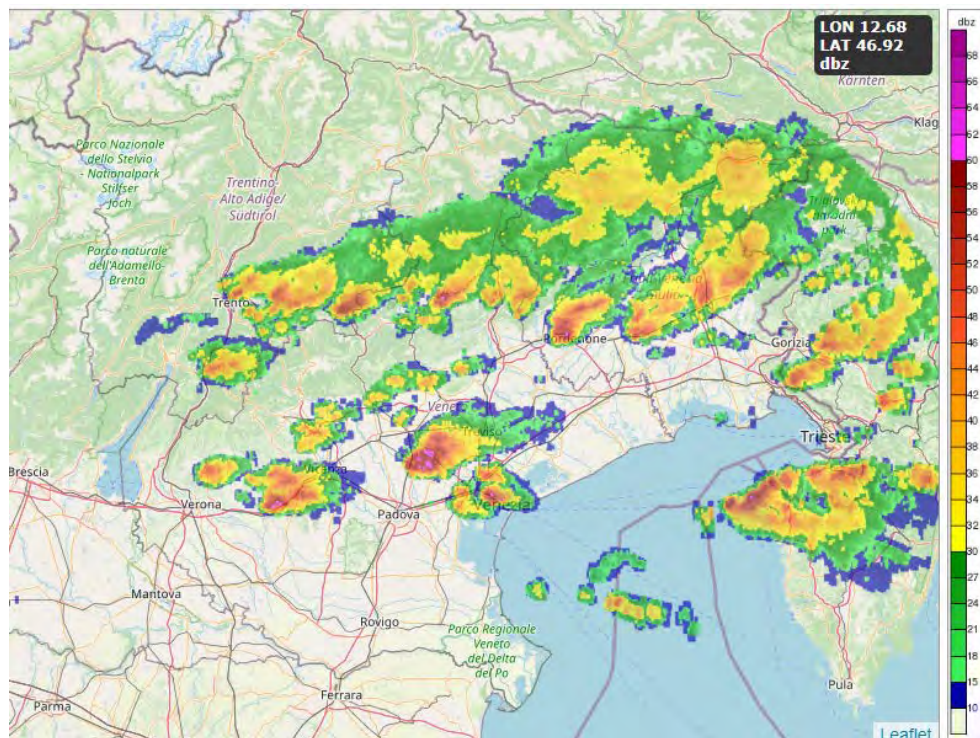 dbz
LON 12.68
LAT 46.92
dbz
Kärnten
68
66
64
62
60
58
56
54
52
50
48
46
44
42
40
38
36
34
32
30
27
24
21
18
15
10
Klag
Parco Nazionale
dello Stelvio
- Nationalpark
Stilfser
Joch
Trentino-
Alto Adige/
Südtirol
Parco naturale
dell'Adamello-
Brenta
Trento
Pordenone
Gorizia
Trieste
Treviso
Vicenza
Brescia
Verona
Padova
Venezia
Mantova
Rovigo
Parco Regionale
Veneto
del Delta
del Po
Ferrara
Parma
Pula
Leaflet